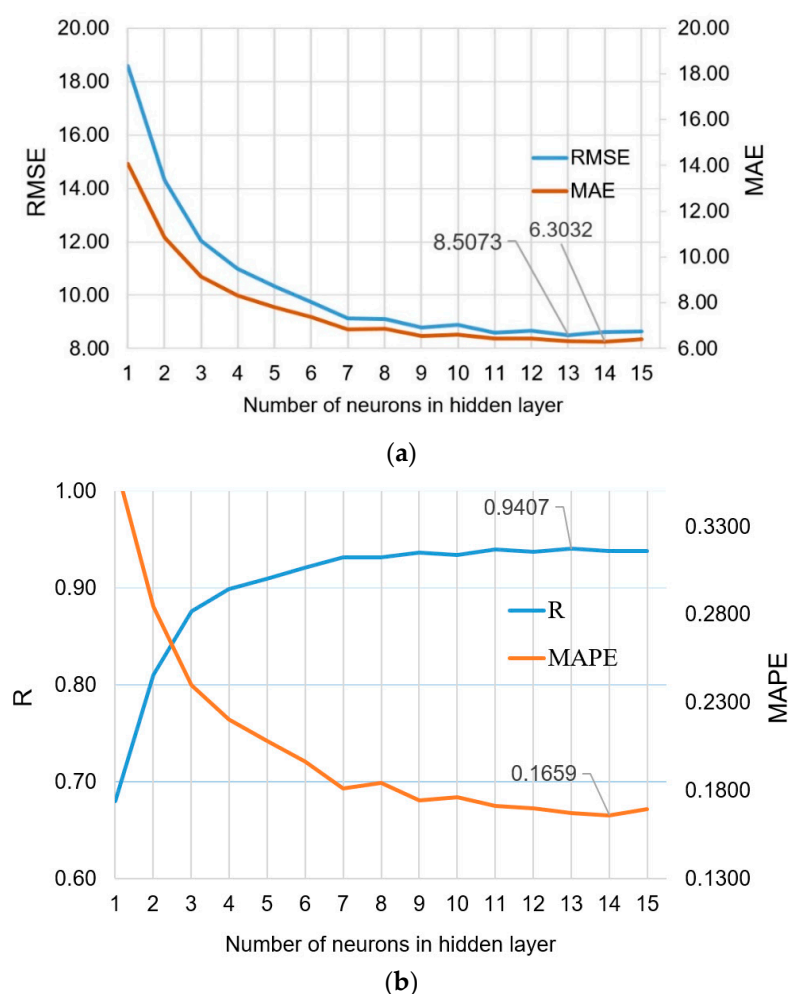 20.00 20.00
18.00 18.00
16.00 16.00
14.00 14.00
12.00 12.00
10.00 10.00
8.00 8.00
6.00
RMSE
MAE
RMSE
MAE
8.5073
6.3032
1 2 3 4 5 6 7 8 9 10 11 12 13 14 15
Number of neurons in hidden layer
(a)
1.00
0.90
0.80
0.70
0.60
R
0.3300
0.2800
0.2300
0.1800
0.1300
MAPE
0.9407
R
MAPE
0.1659
1 2 3 4 5 6 7 8 9 10 11 12 13 14 15
Number of neurons in hidden layer
(b)